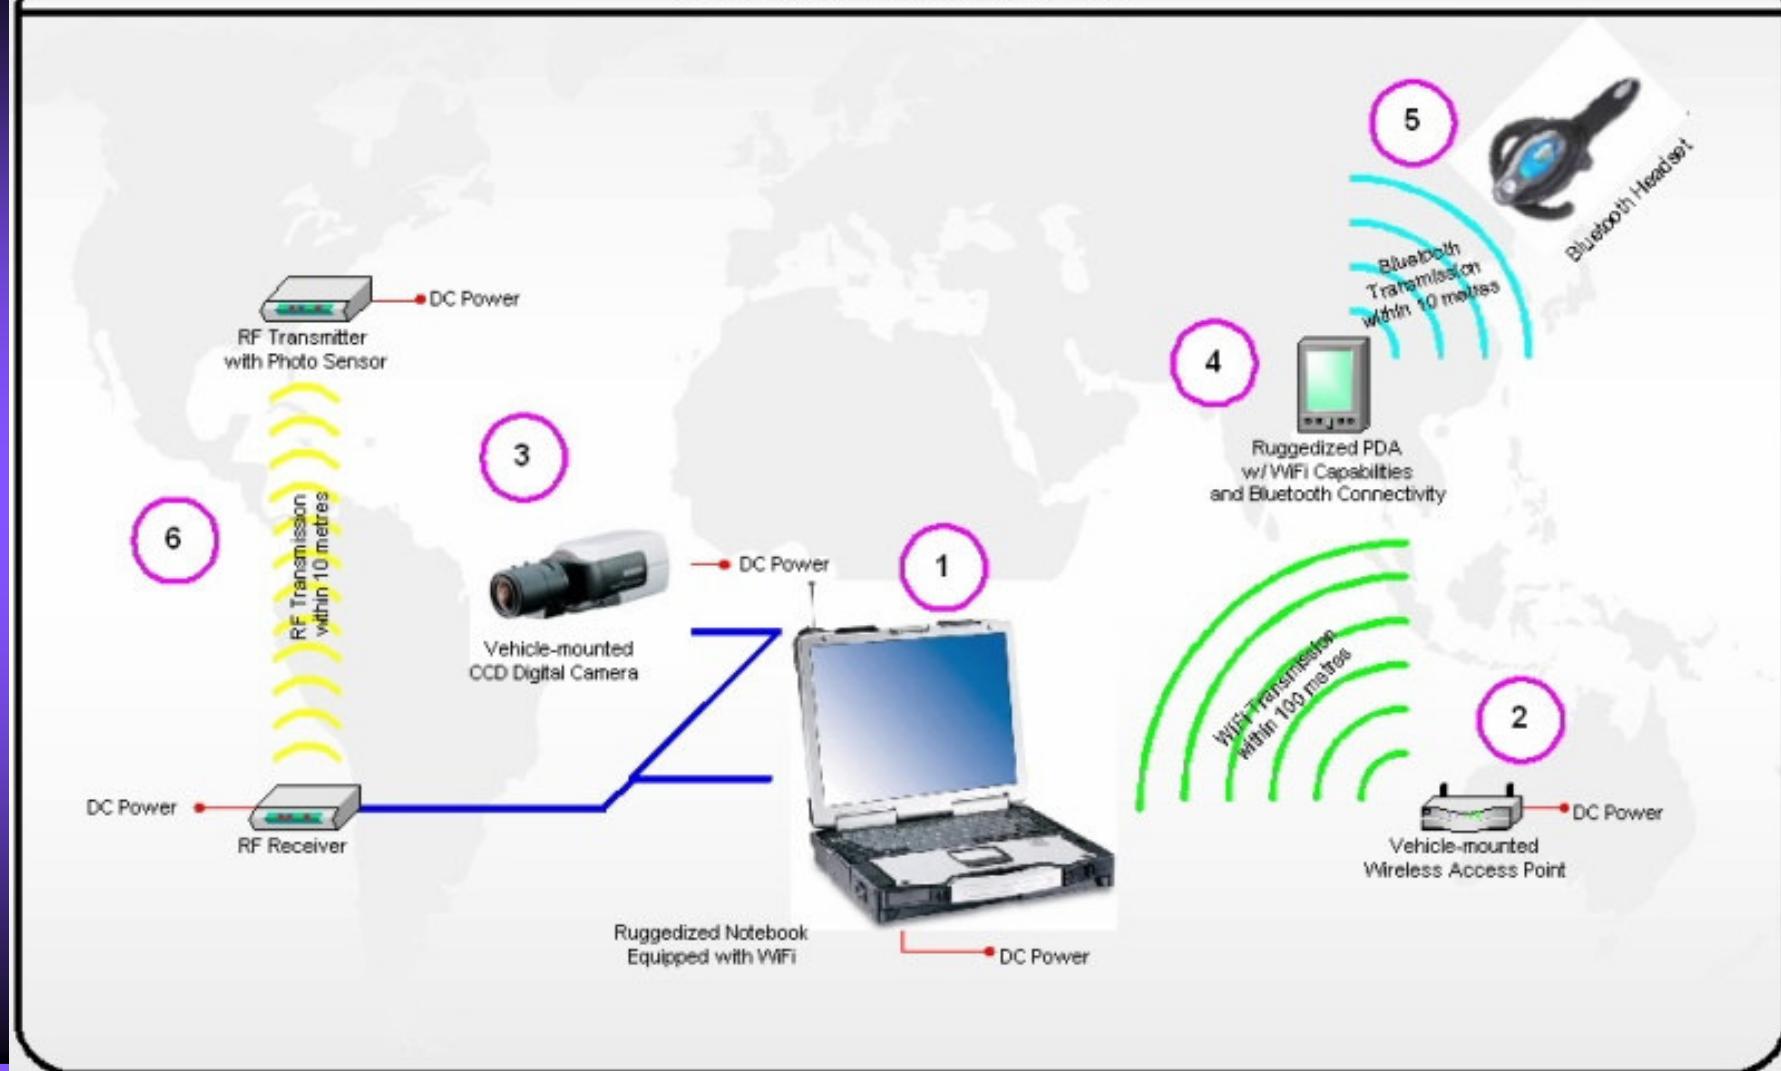 5
Bluetooth Headset
Bluetooth
Transmission
within 10 metres
DC Power
RF Transmitter
with Photo Sensor
4
Ruggedized PDA
w/ WiFi Capabilities
and Bluetooth Connectivity
3
6
RF Transmission
within 10 metres
DC Power
1
Vehicle-mounted
CCD Digital Camera
WiFi Transmission
within 100 metres
2
DC Power
RF Receiver
DC Power
Vehicle-mounted
Wireless Access Point
Ruggedized Notebook
Equipped with WiFi
DC Power